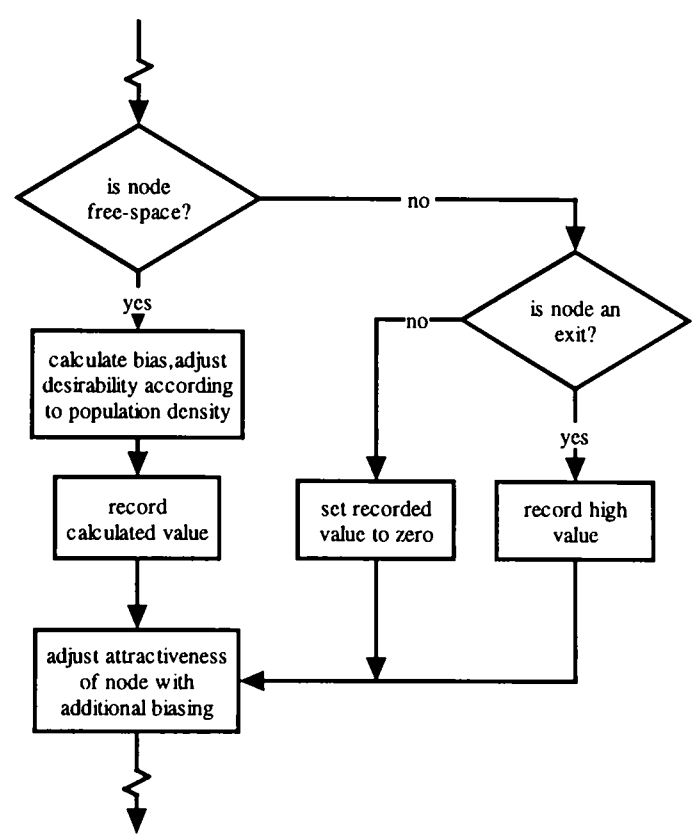 is node
free-space?
no
yes
is node an
exit?
no
calculate bias,adjust
desirability according
to population density
yes
record
calculated value
set recorded
value to zero
record high
value
adjust attractiveness
of node with
additional biasing